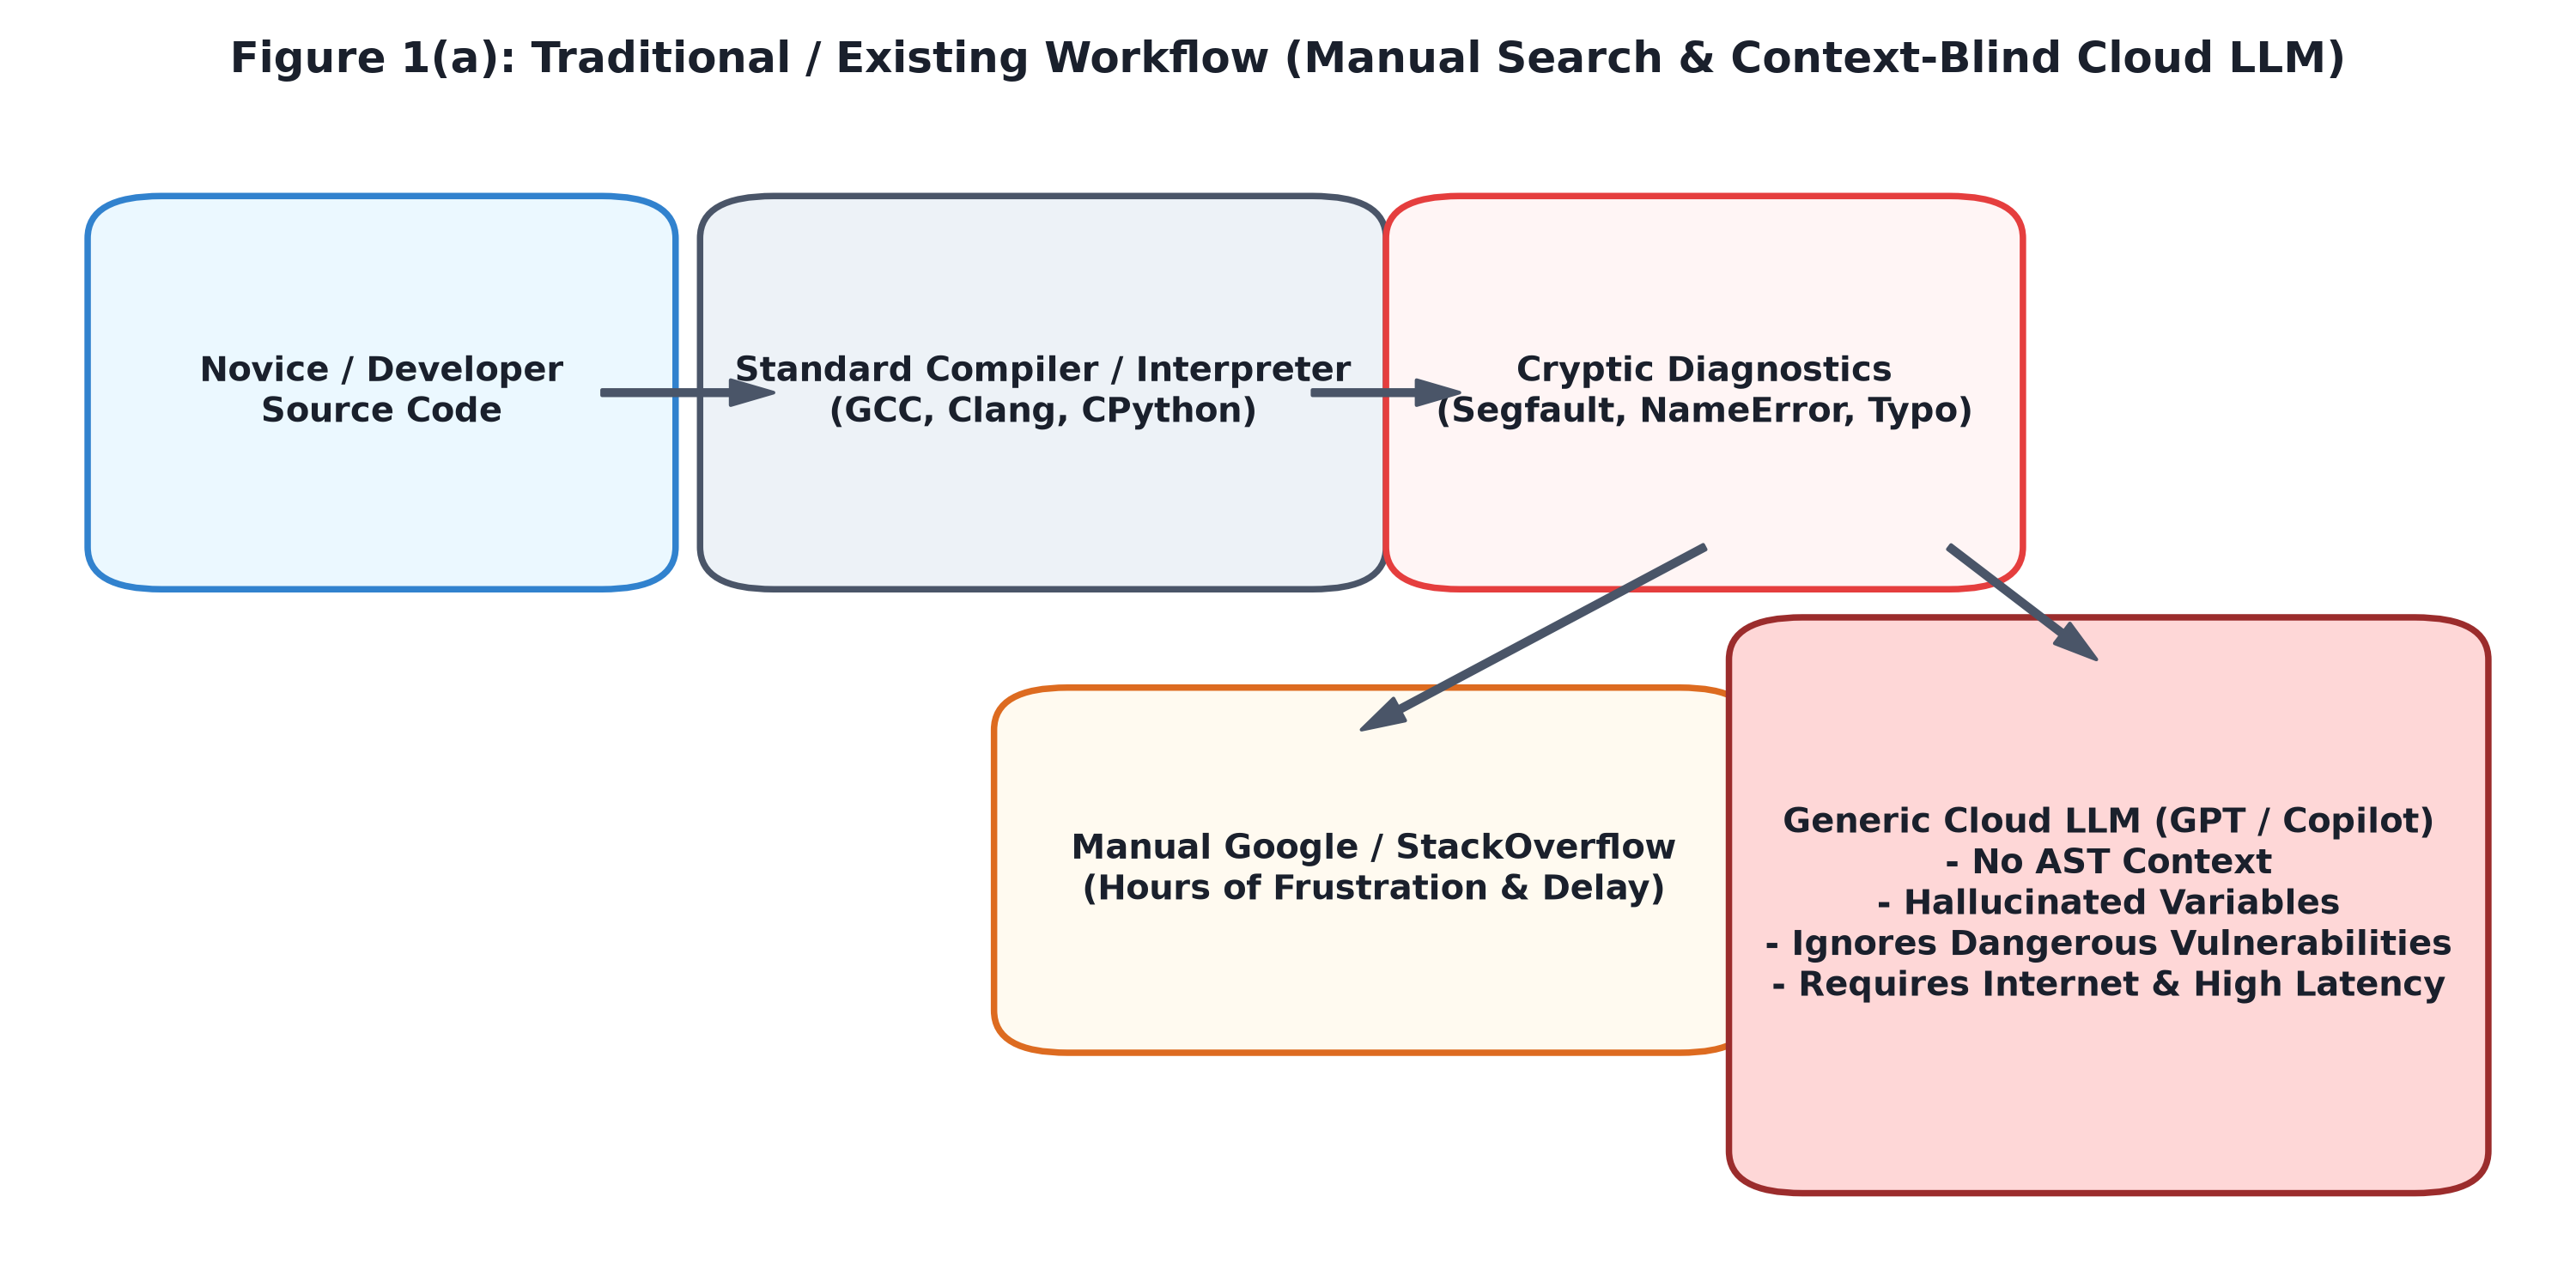 Figure 1(a): Traditional / Existing Workflow (Manual Search & Context-Blind Cloud LLM)
Novice / Developer
Source Code
Standard Compiler / Interpreter
(GCC, Clang, CPython)
Cryptic Diagnostics
(Segfault, NameError, Typo)
Manual Google / StackOverflow
(Hours of Frustration & Delay)
Generic Cloud LLM (GPT / Copilot)
- No AST Context
- Hallucinated Variables
- Ignores Dangerous Vulnerabilities
- Requires Internet & High Latency